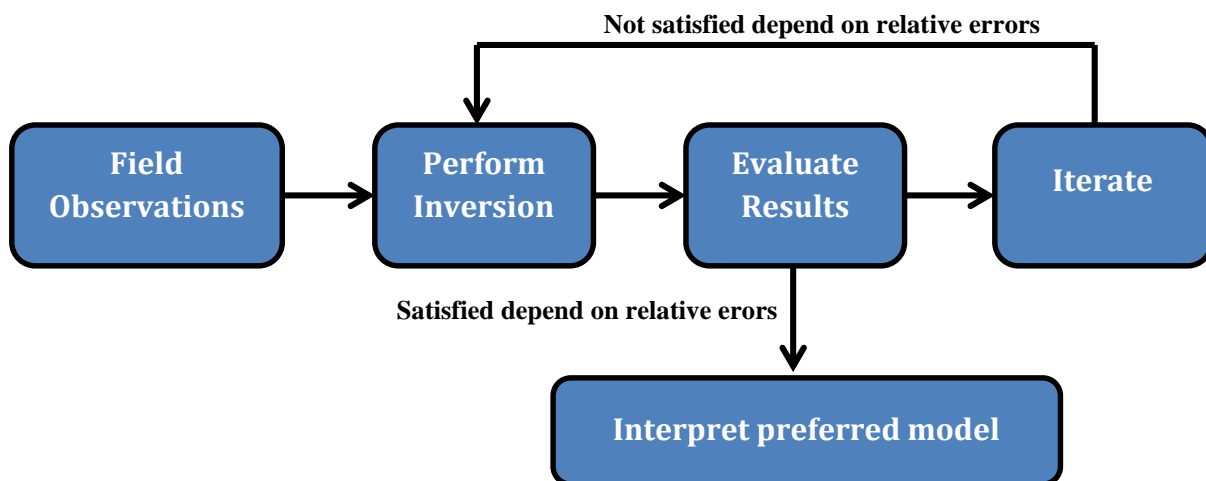 Not satisfied depend on relative errors
Field
Observations
Perform
Inversion
Evaluate
Results
Iterate
Satisfied depend on relative erors
Interpret preferred model